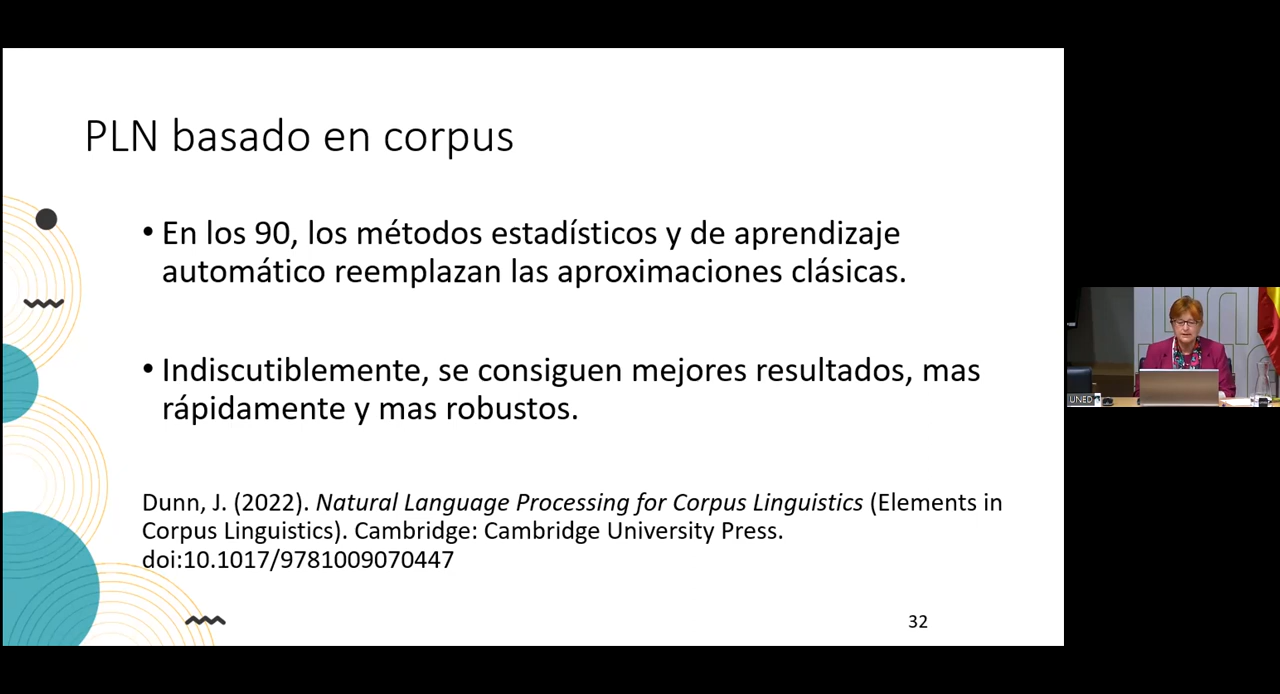 PLN basado en corpus
• En los 90, los métodos estadísticos y de aprendizaje
automático reemplazan las aproximaciones clásicas.
• Indiscutiblemente, se consiguen mejores resultados, mas
rápidamente y mas robustos.
Dunn, J. (2022). Natural Language Processing for Corpus Linguistics (Elements in
Corpus Linguistics). Cambridge: Cambridge University Press.
doi:10.1017/9781009070447
32
UNED